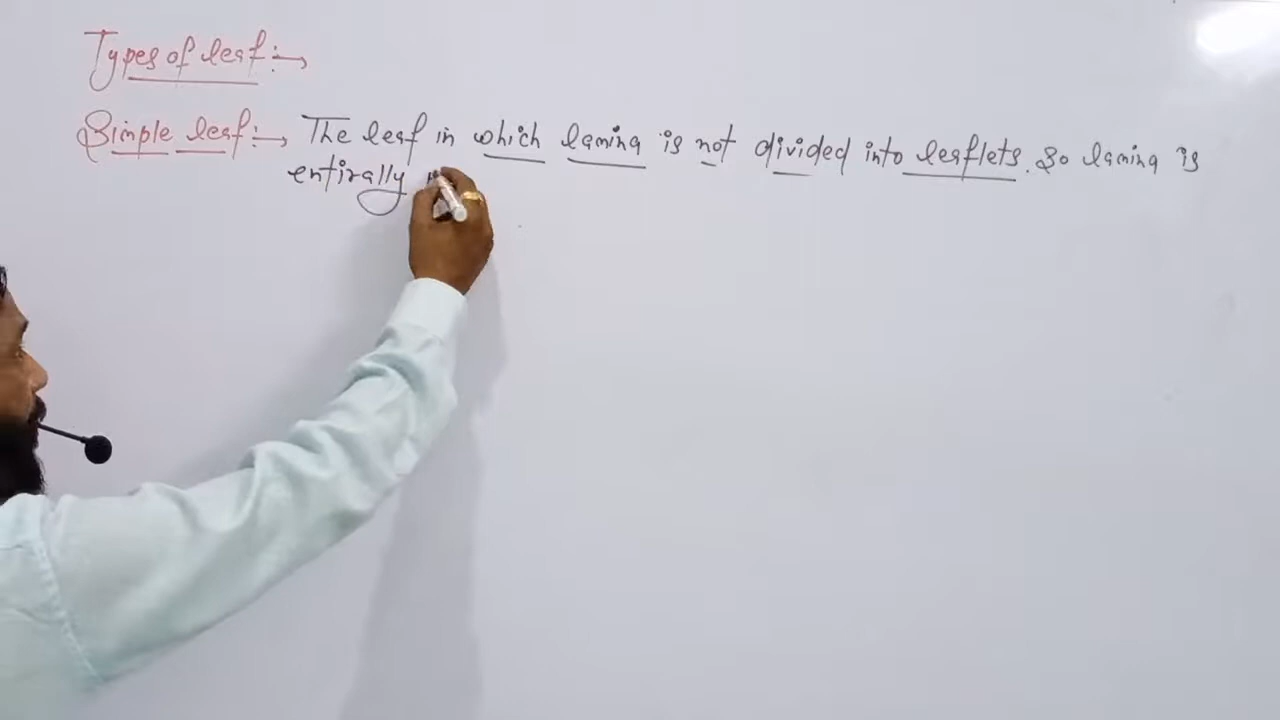 Types of leaf :→
Simple leaf :→ The leaf in which lamina is not divided into leaflets. So lamina is
entirally